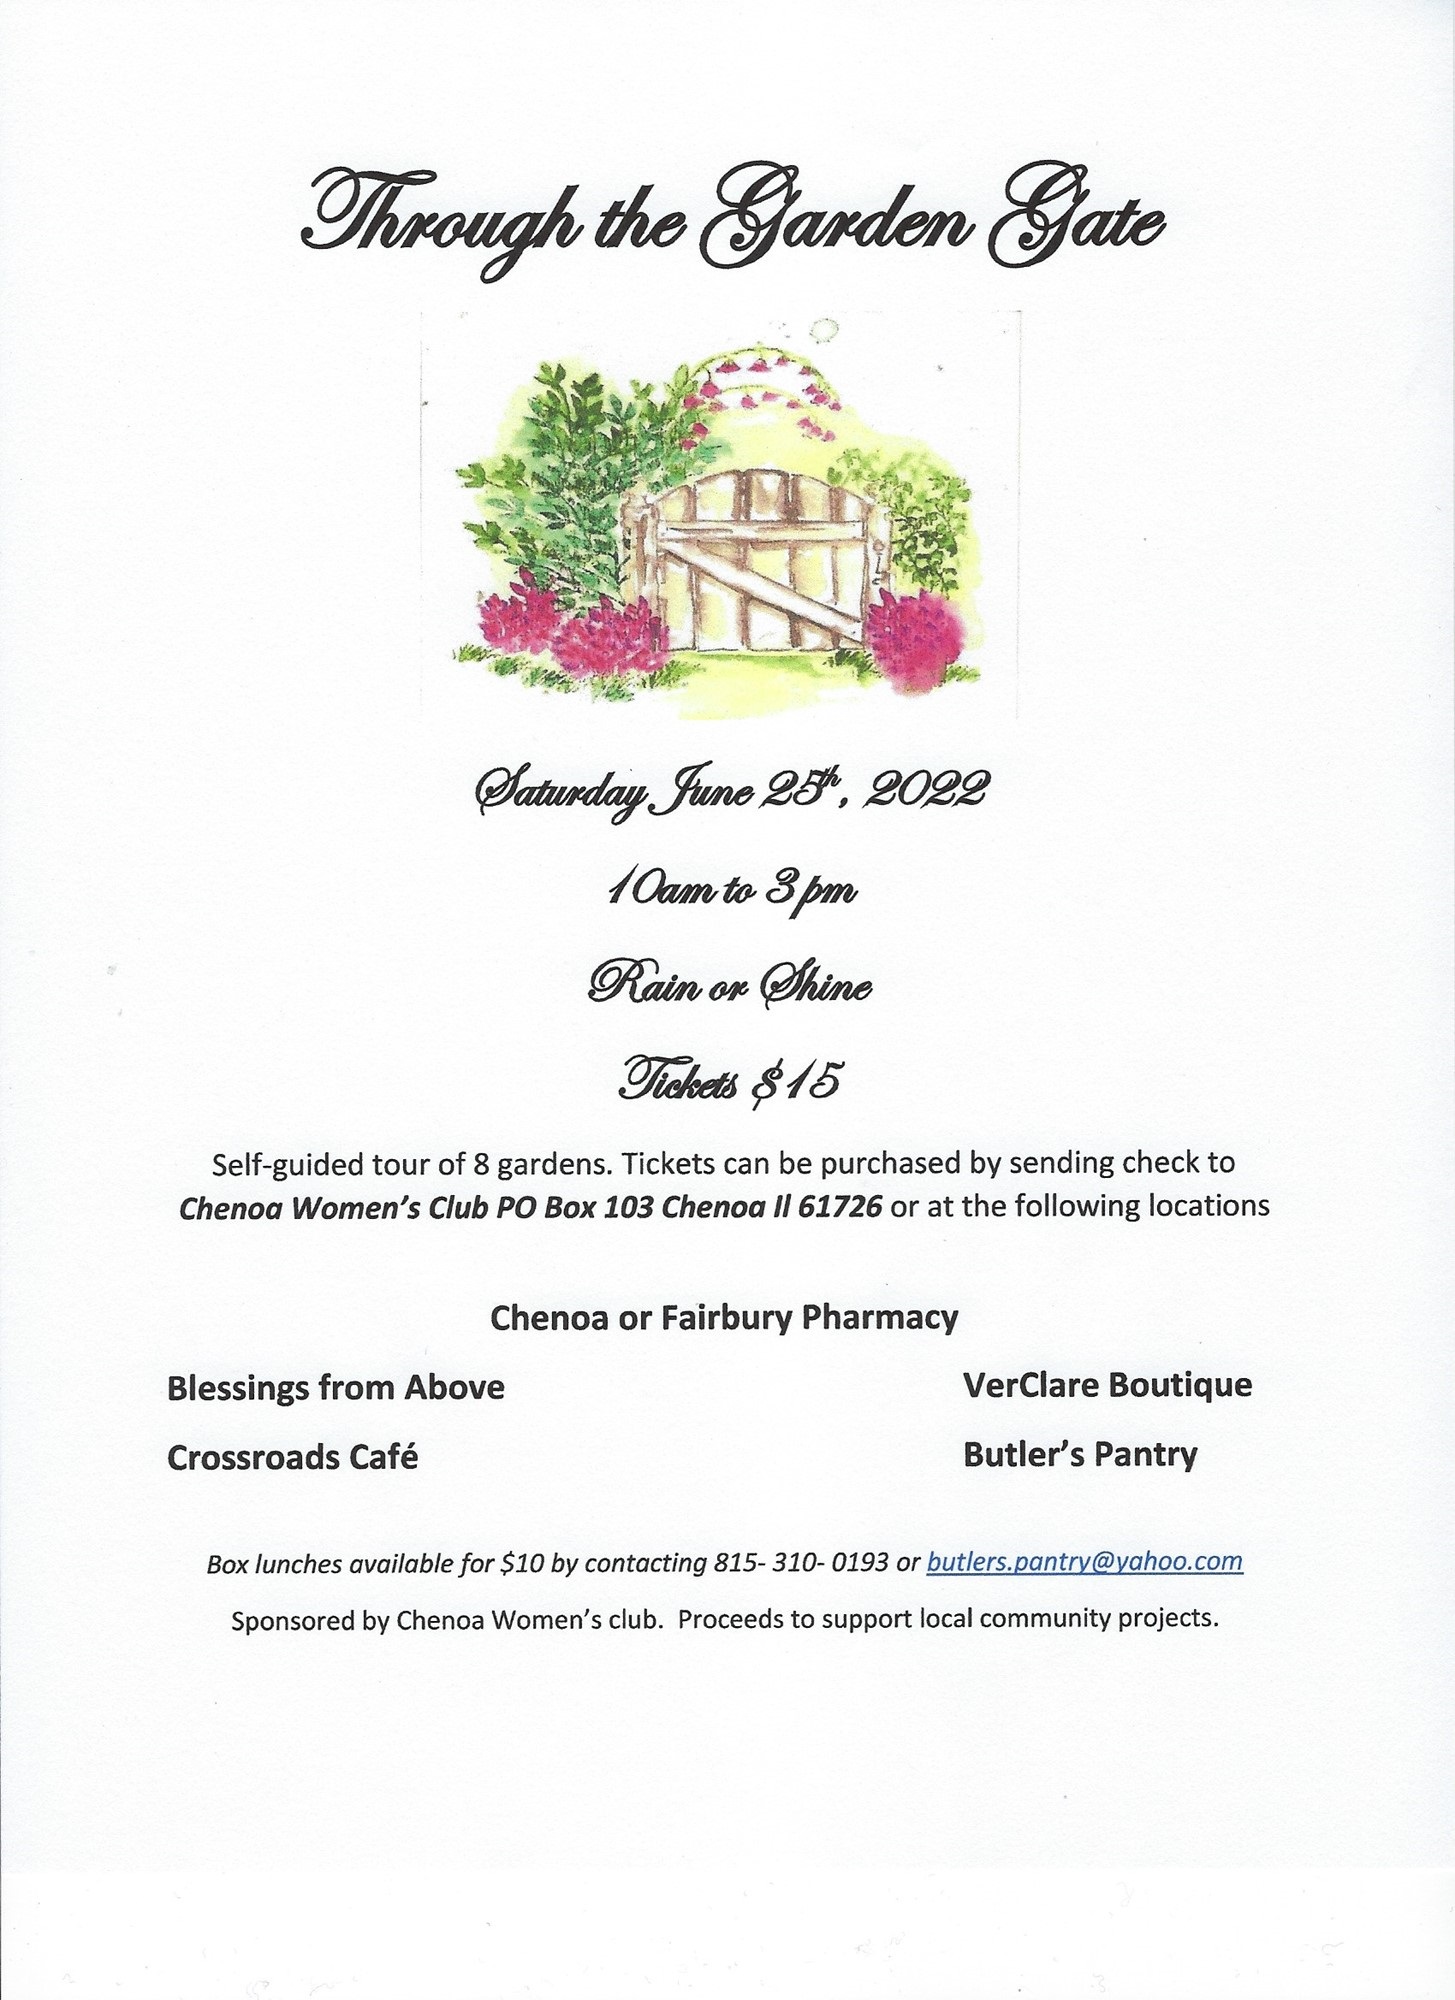 Through the Garden Gate
Saturday June 25th, 2022
10am to 3pm
Rain or Shine
Tickets $15
Self-guided tour of 8 gardens. Tickets can be purchased by sending check to
Chenoa Women's Club PO Box 103 Chenoa Il 61726 or at the following locations
Chenoa or Fairbury Pharmacy
Blessings from Above VerClare Boutique
Crossroads Café Butler's Pantry
Box lunches available for $10 by contacting 815- 310- 0193 or butlers.pantry@yahoo.com
Sponsored by Chenoa Women's club. Proceeds to support local community projects.